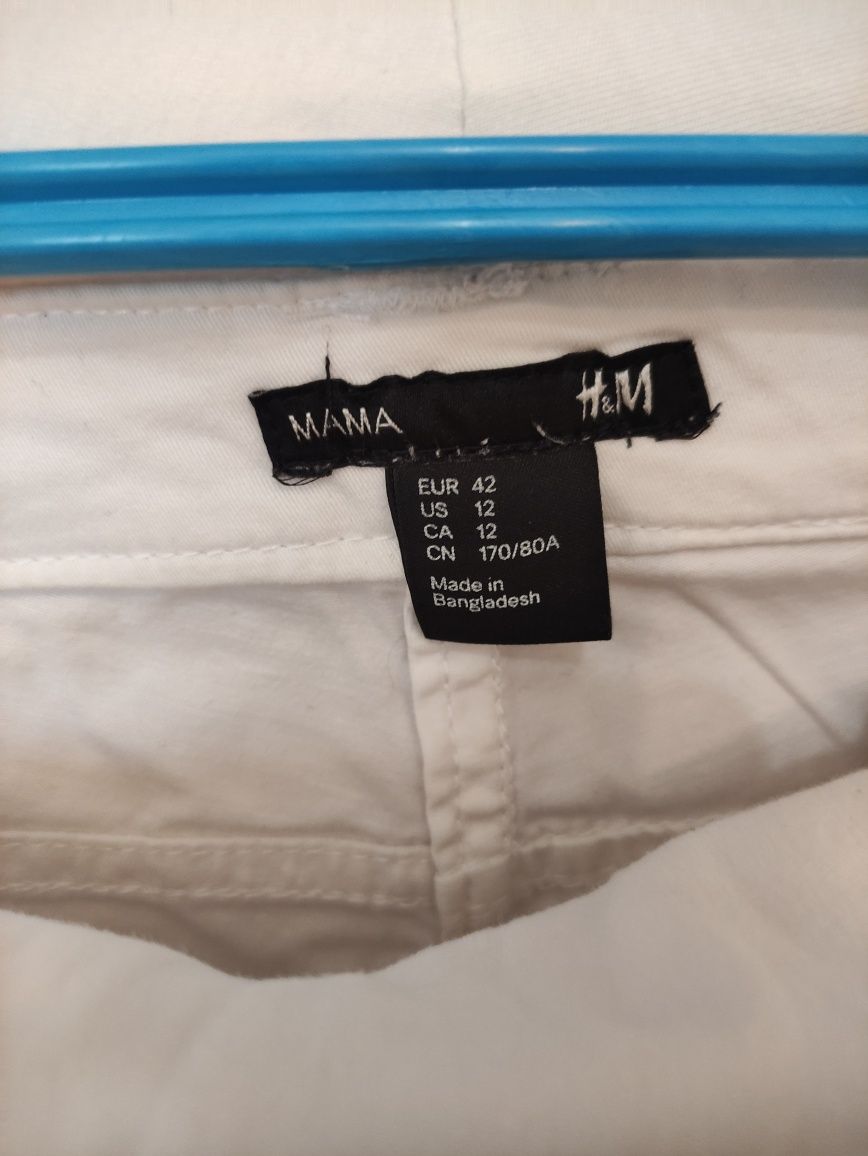 MAMA H&M
EUR 42
US 12
CA 12
CN 170/80A
Made in
Bangladesh